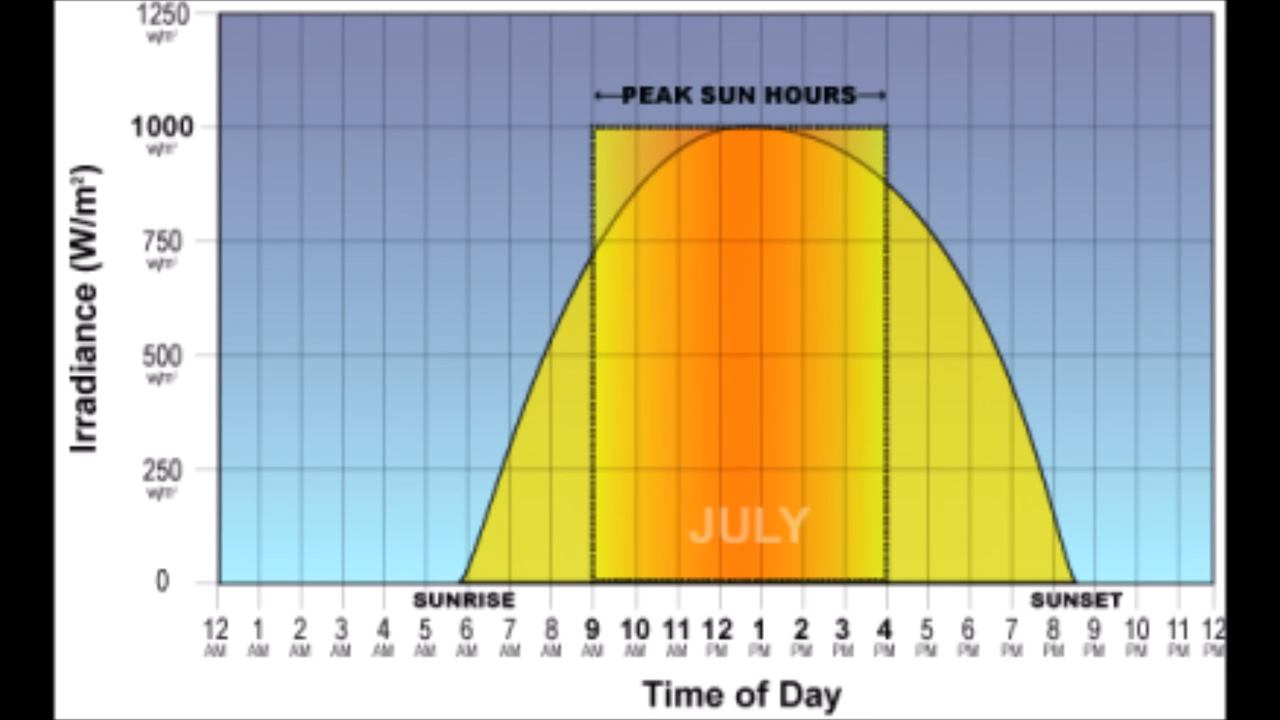 1250
W/m²
PEAK SUN HOURS
1000
W/m²
Irradiance (W/m²)
750
W/m²
500
W/m²
250
W/m²
JULY
0
SUNRISE SUNSET
12 1 2 3 4 5 6 7 8 9 10 11 12 1 2 3 4 5 6 7 8 9 10 11 12
AM AM AM AM AM AM AM AM AM AM AM AM PM PM PM PM PM PM PM PM PM PM PM PM PM
Time of Day